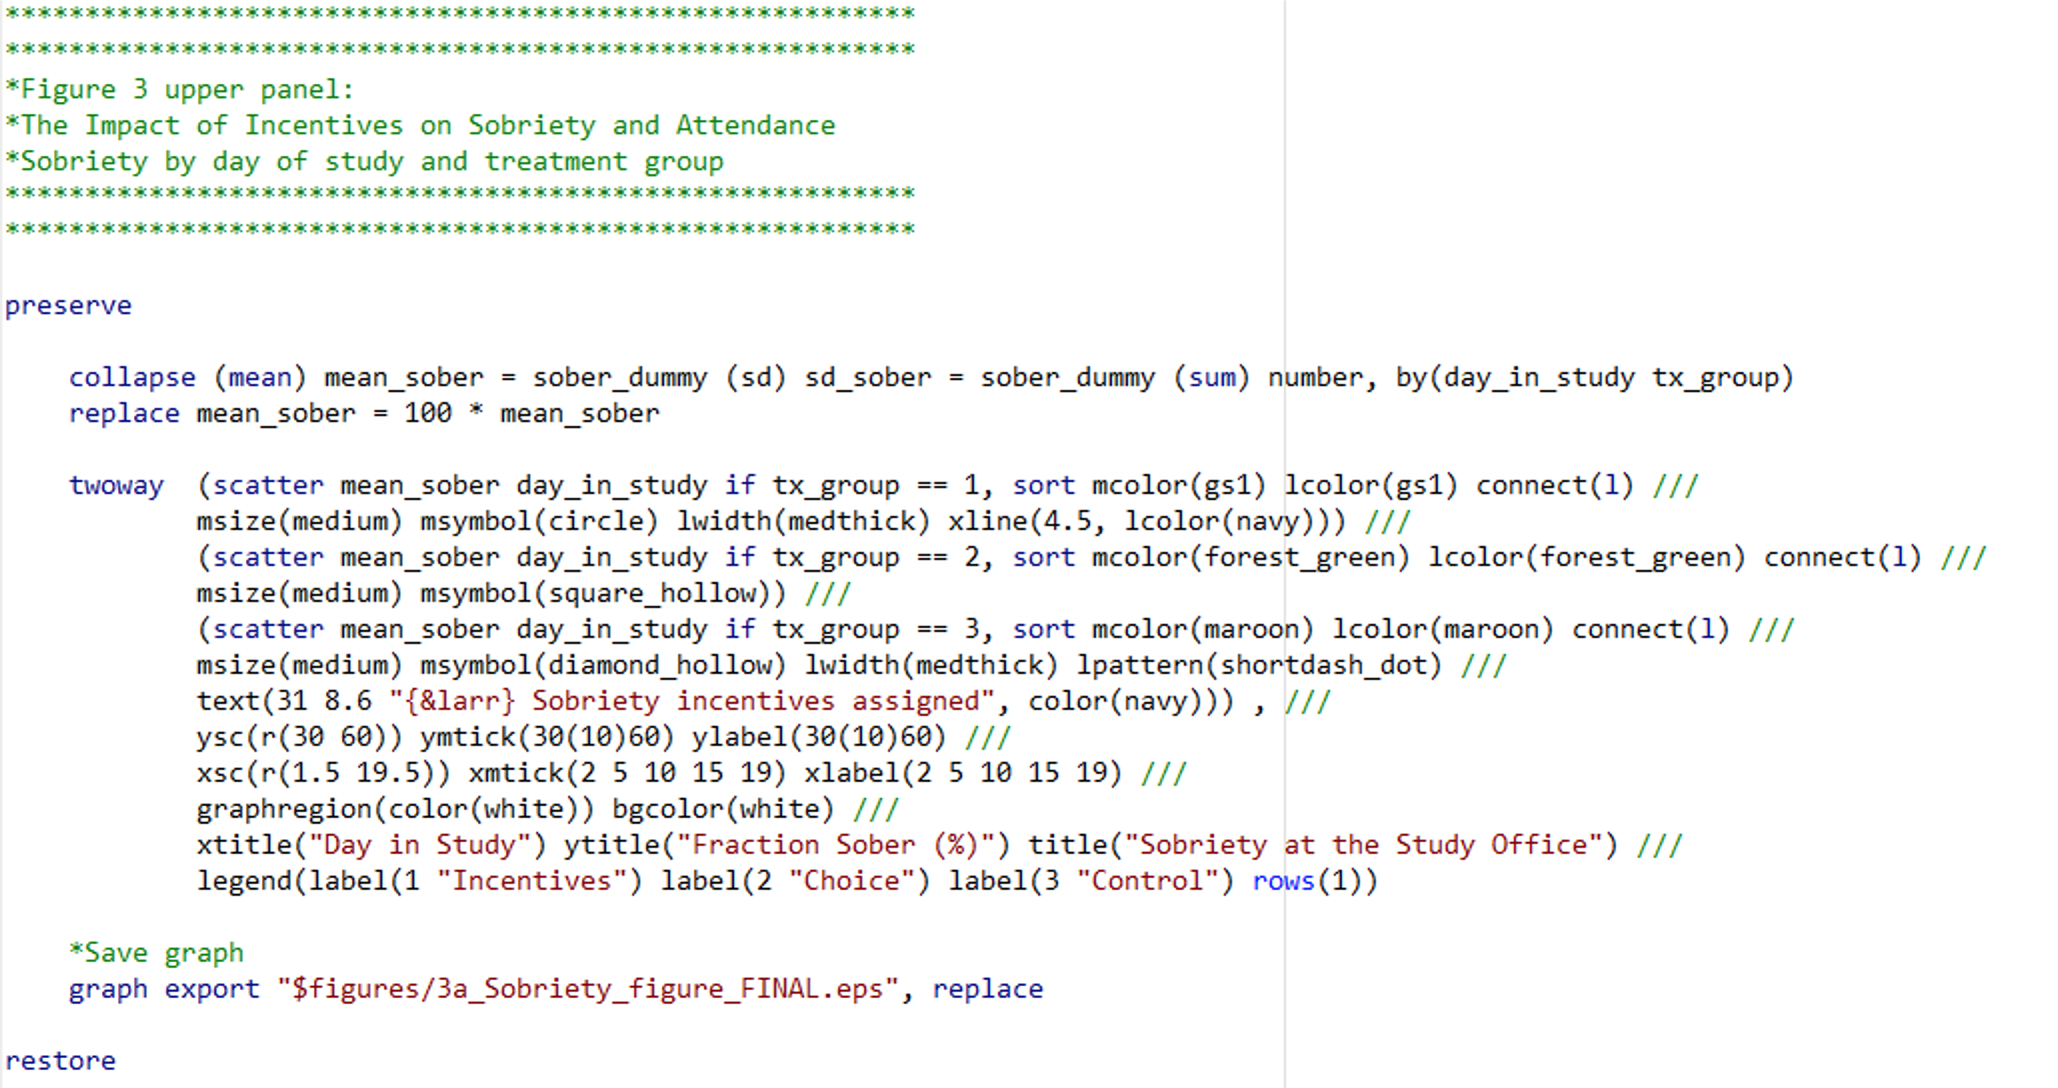 *********************************************************
*********************************************************
*Figure 3 upper panel:
*The Impact of Incentives on Sobriety and Attendance
*Sobriety by day of study and treatment group
*********************************************************
*********************************************************
preserve
collapse (mean) mean_sober = sober_dummy (sd) sd_sober = sober_dummy (sum) number, by(day_in_study tx_group)
replace mean_sober = 100 * mean_sober
twoway  (scatter mean_sober day_in_study if tx_group == 1, sort mcolor(gs1) lcolor(gs1) connect(l) ///
msize(medium) msymbol(circle) lwidth(medthick) xline(4.5, lcolor(navy))) ///
(scatter mean_sober day_in_study if tx_group == 2, sort mcolor(forest_green) lcolor(forest_green) connect(l) ///
msize(medium) msymbol(square_hollow)) ///
(scatter mean_sober day_in_study if tx_group == 3, sort mcolor(maroon) lcolor(maroon) connect(l) ///
msize(medium) msymbol(diamond_hollow) lwidth(medthick) lpattern(shortdash_dot) ///
text(31 8.6 "{&larr} Sobriety incentives assigned", color(navy))) , ///
ysc(r(30 60)) ymtick(30(10)60) ylabel(30(10)60) ///
xsc(r(1.5 19.5)) xmtick(2 5 10 15 19) xlabel(2 5 10 15 19) ///
graphregion(color(white)) bgcolor(white) ///
xtitle("Day in Study") ytitle("Fraction Sober (%)") title("Sobriety at the Study Office") ///
legend(label(1 "Incentives") label(2 "Choice") label(3 "Control") rows(1))
*Save graph
graph export "$figures/3a_Sobriety_figure_FINAL.eps", replace
restore